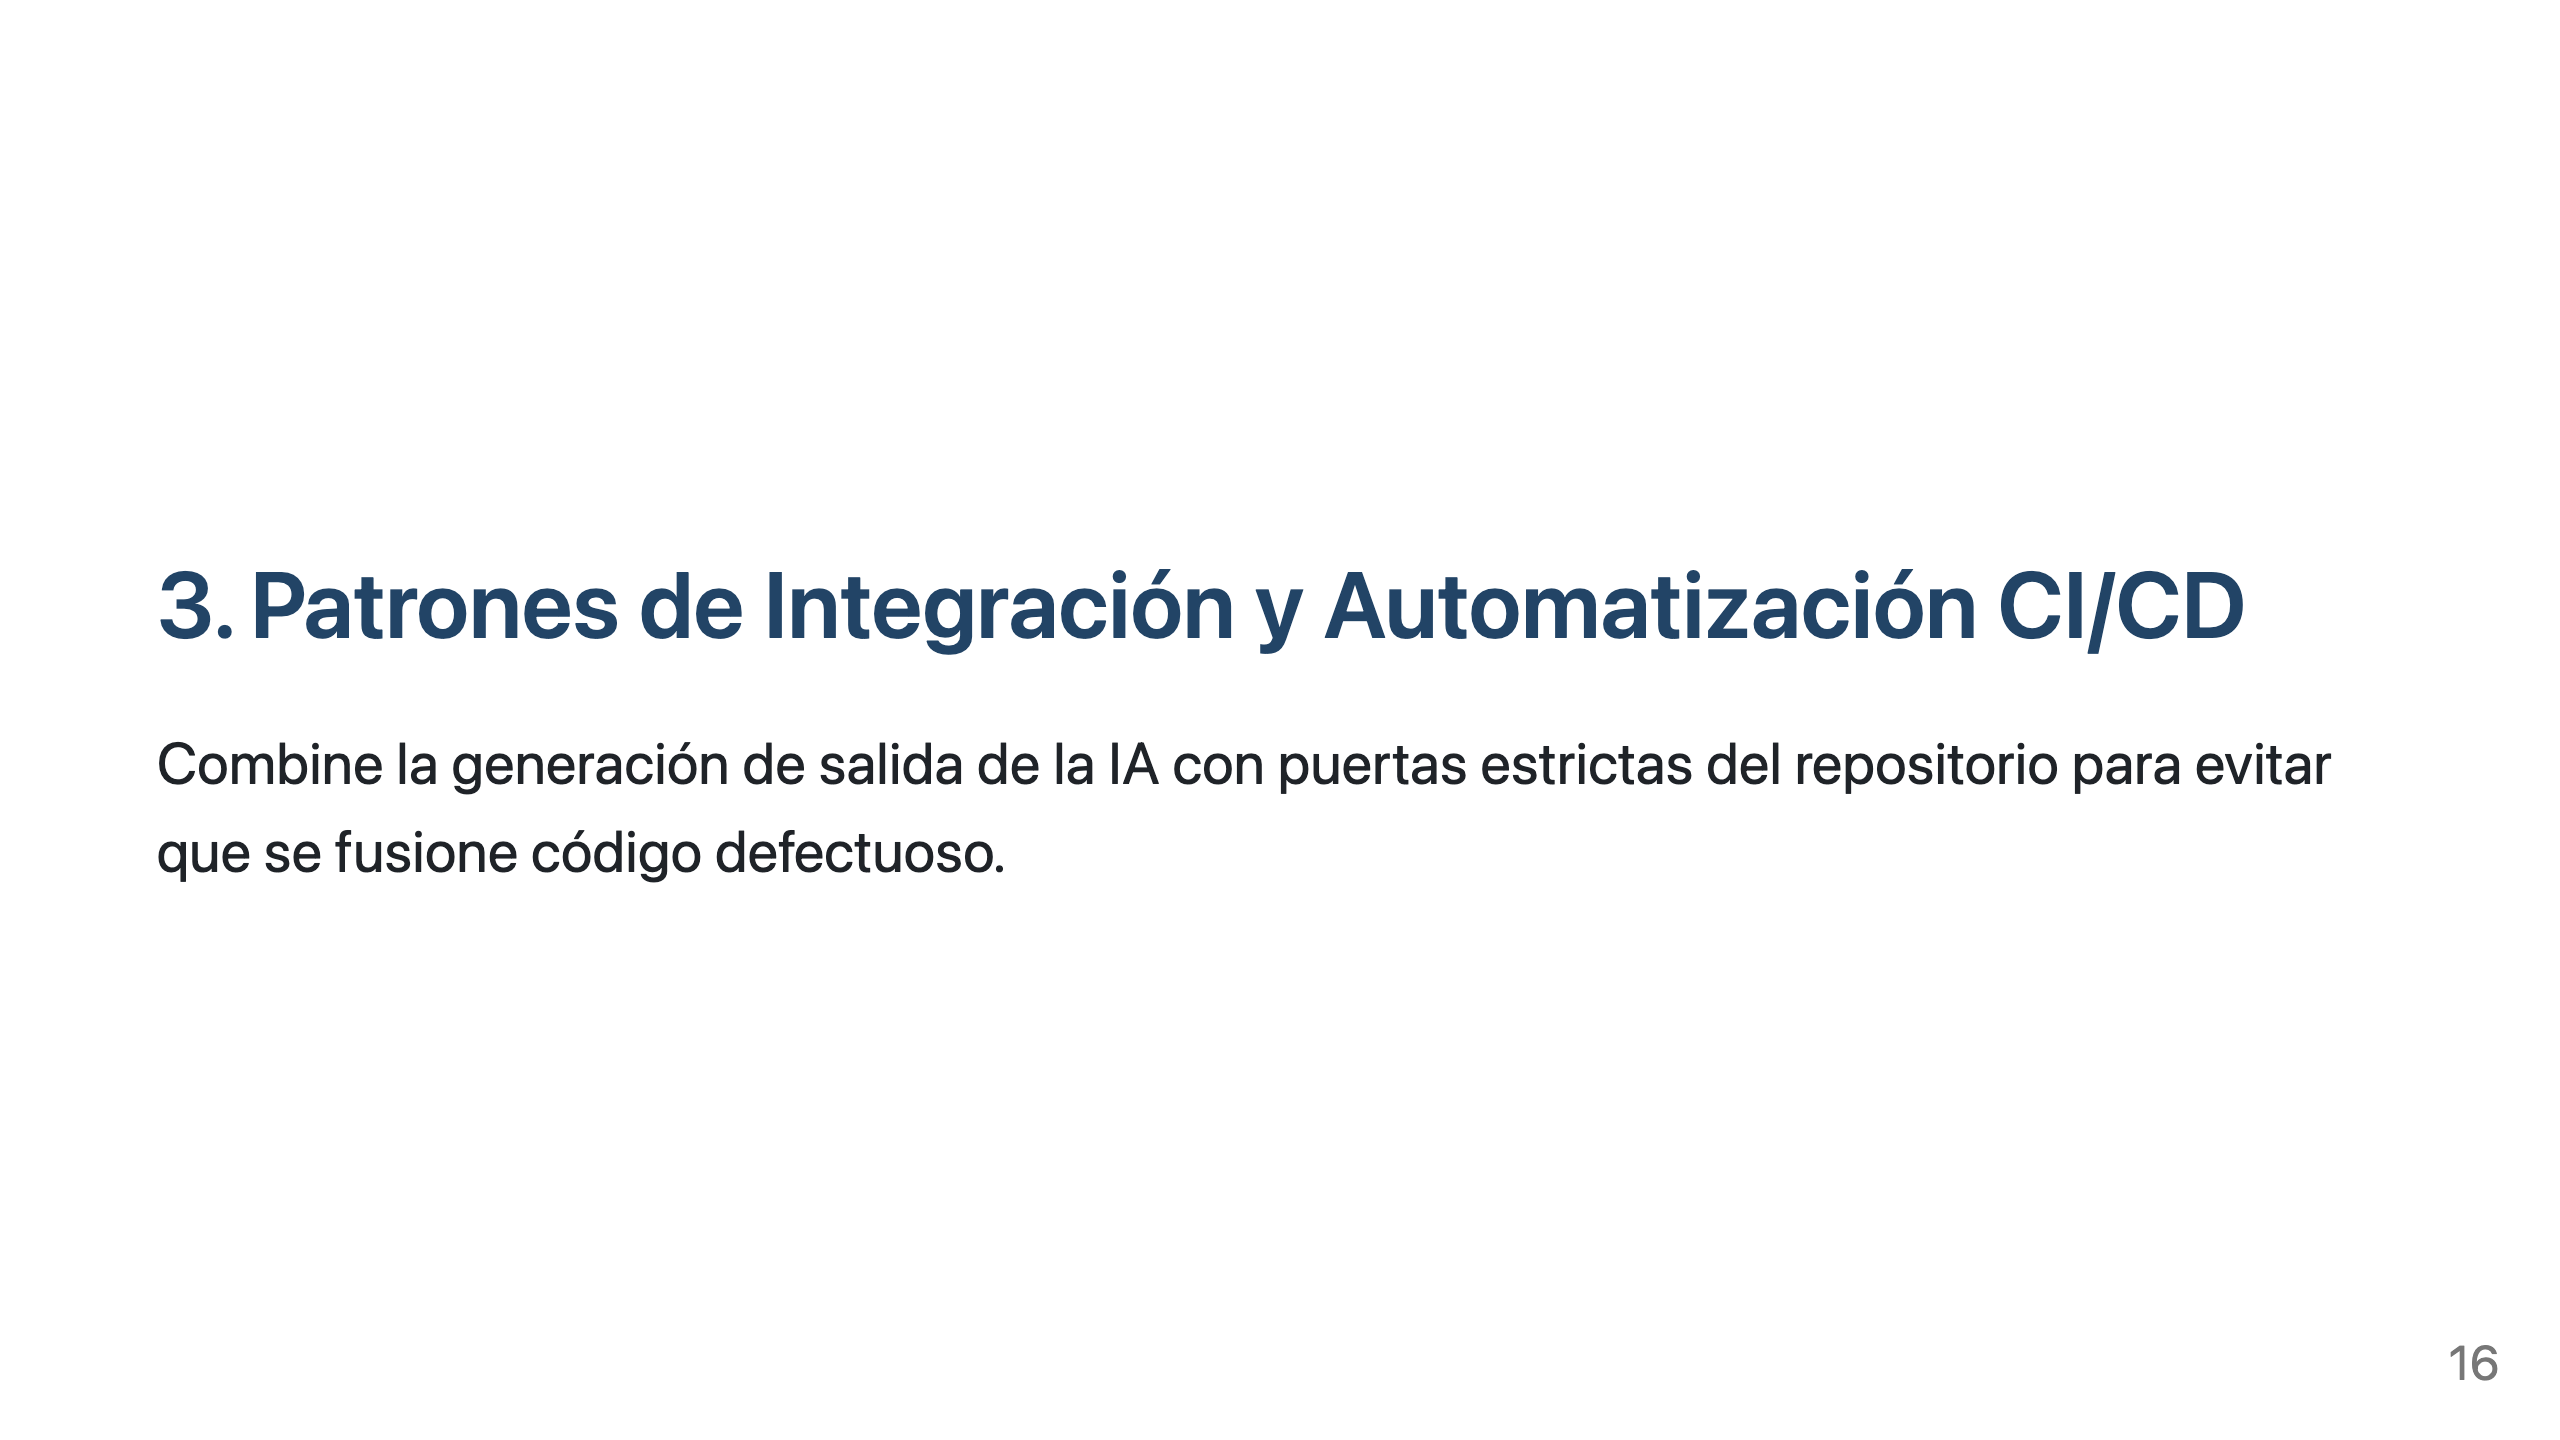 3. Patrones de Integración y Automatización CI/CD
Combine la generación de salida de la IA con puertas estrictas del repositorio para evitar
que se fusione código defectuoso.
16